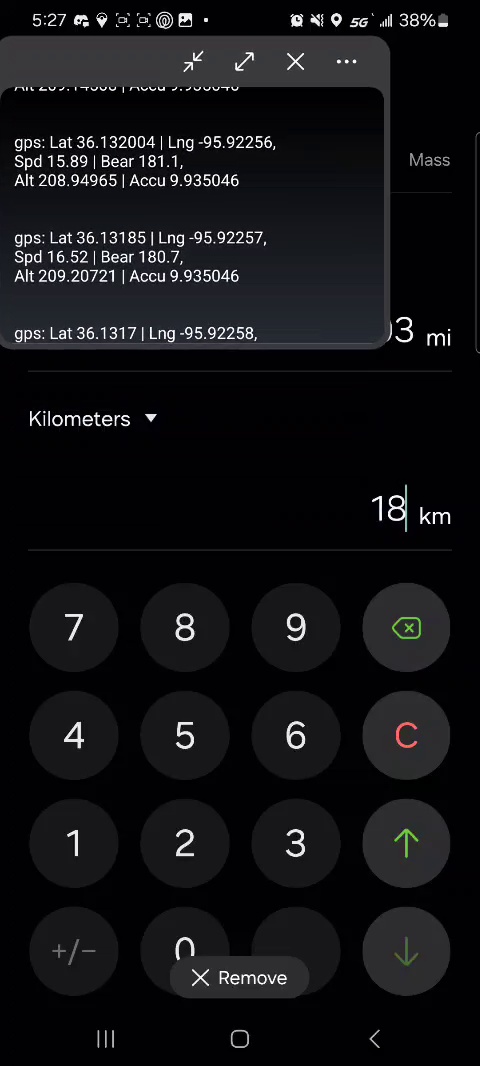 5:27 5G 38%
Alt 209.14508 | Accu 9.935046
gps: Lat 36.132004 | Lng -95.92256,
Spd 15.89 | Bear 181.1,
Alt 208.94965 | Accu 9.935046
Mass
gps: Lat 36.13185 | Lng -95.92257,
Spd 16.52 | Bear 180.7,
Alt 209.20721 | Accu 9.935046
gps: Lat 36.1317 | Lng -95.92258,
3 mi
Kilometers
18 km
7 8 9
4 5 6 C
1 2 3
+/− 0
Remove